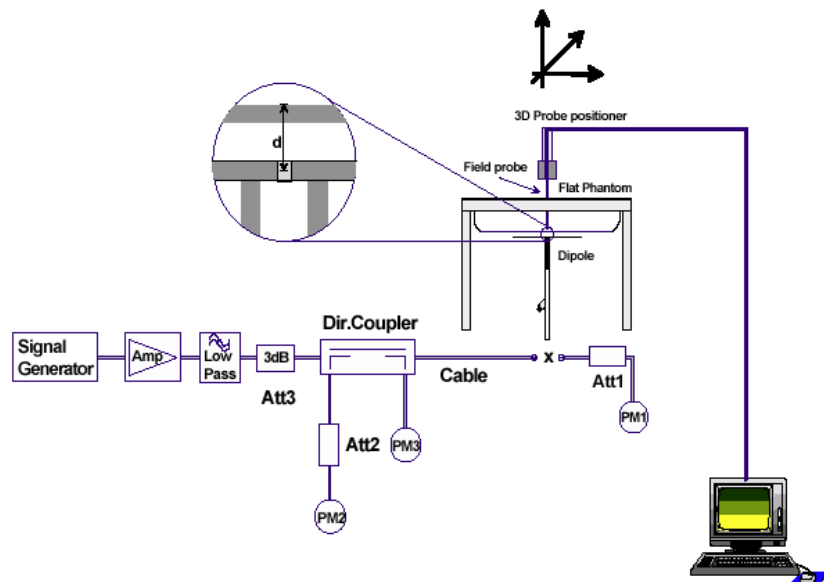 3D Probe positioner
d
Field probe
Flat Phantom
Dipole
Dir.Coupler
Signal
Generator
Amp
Low
Pass
3dB
Att3
Cable
x
Att1
PM1
Att2
PM3
PM2